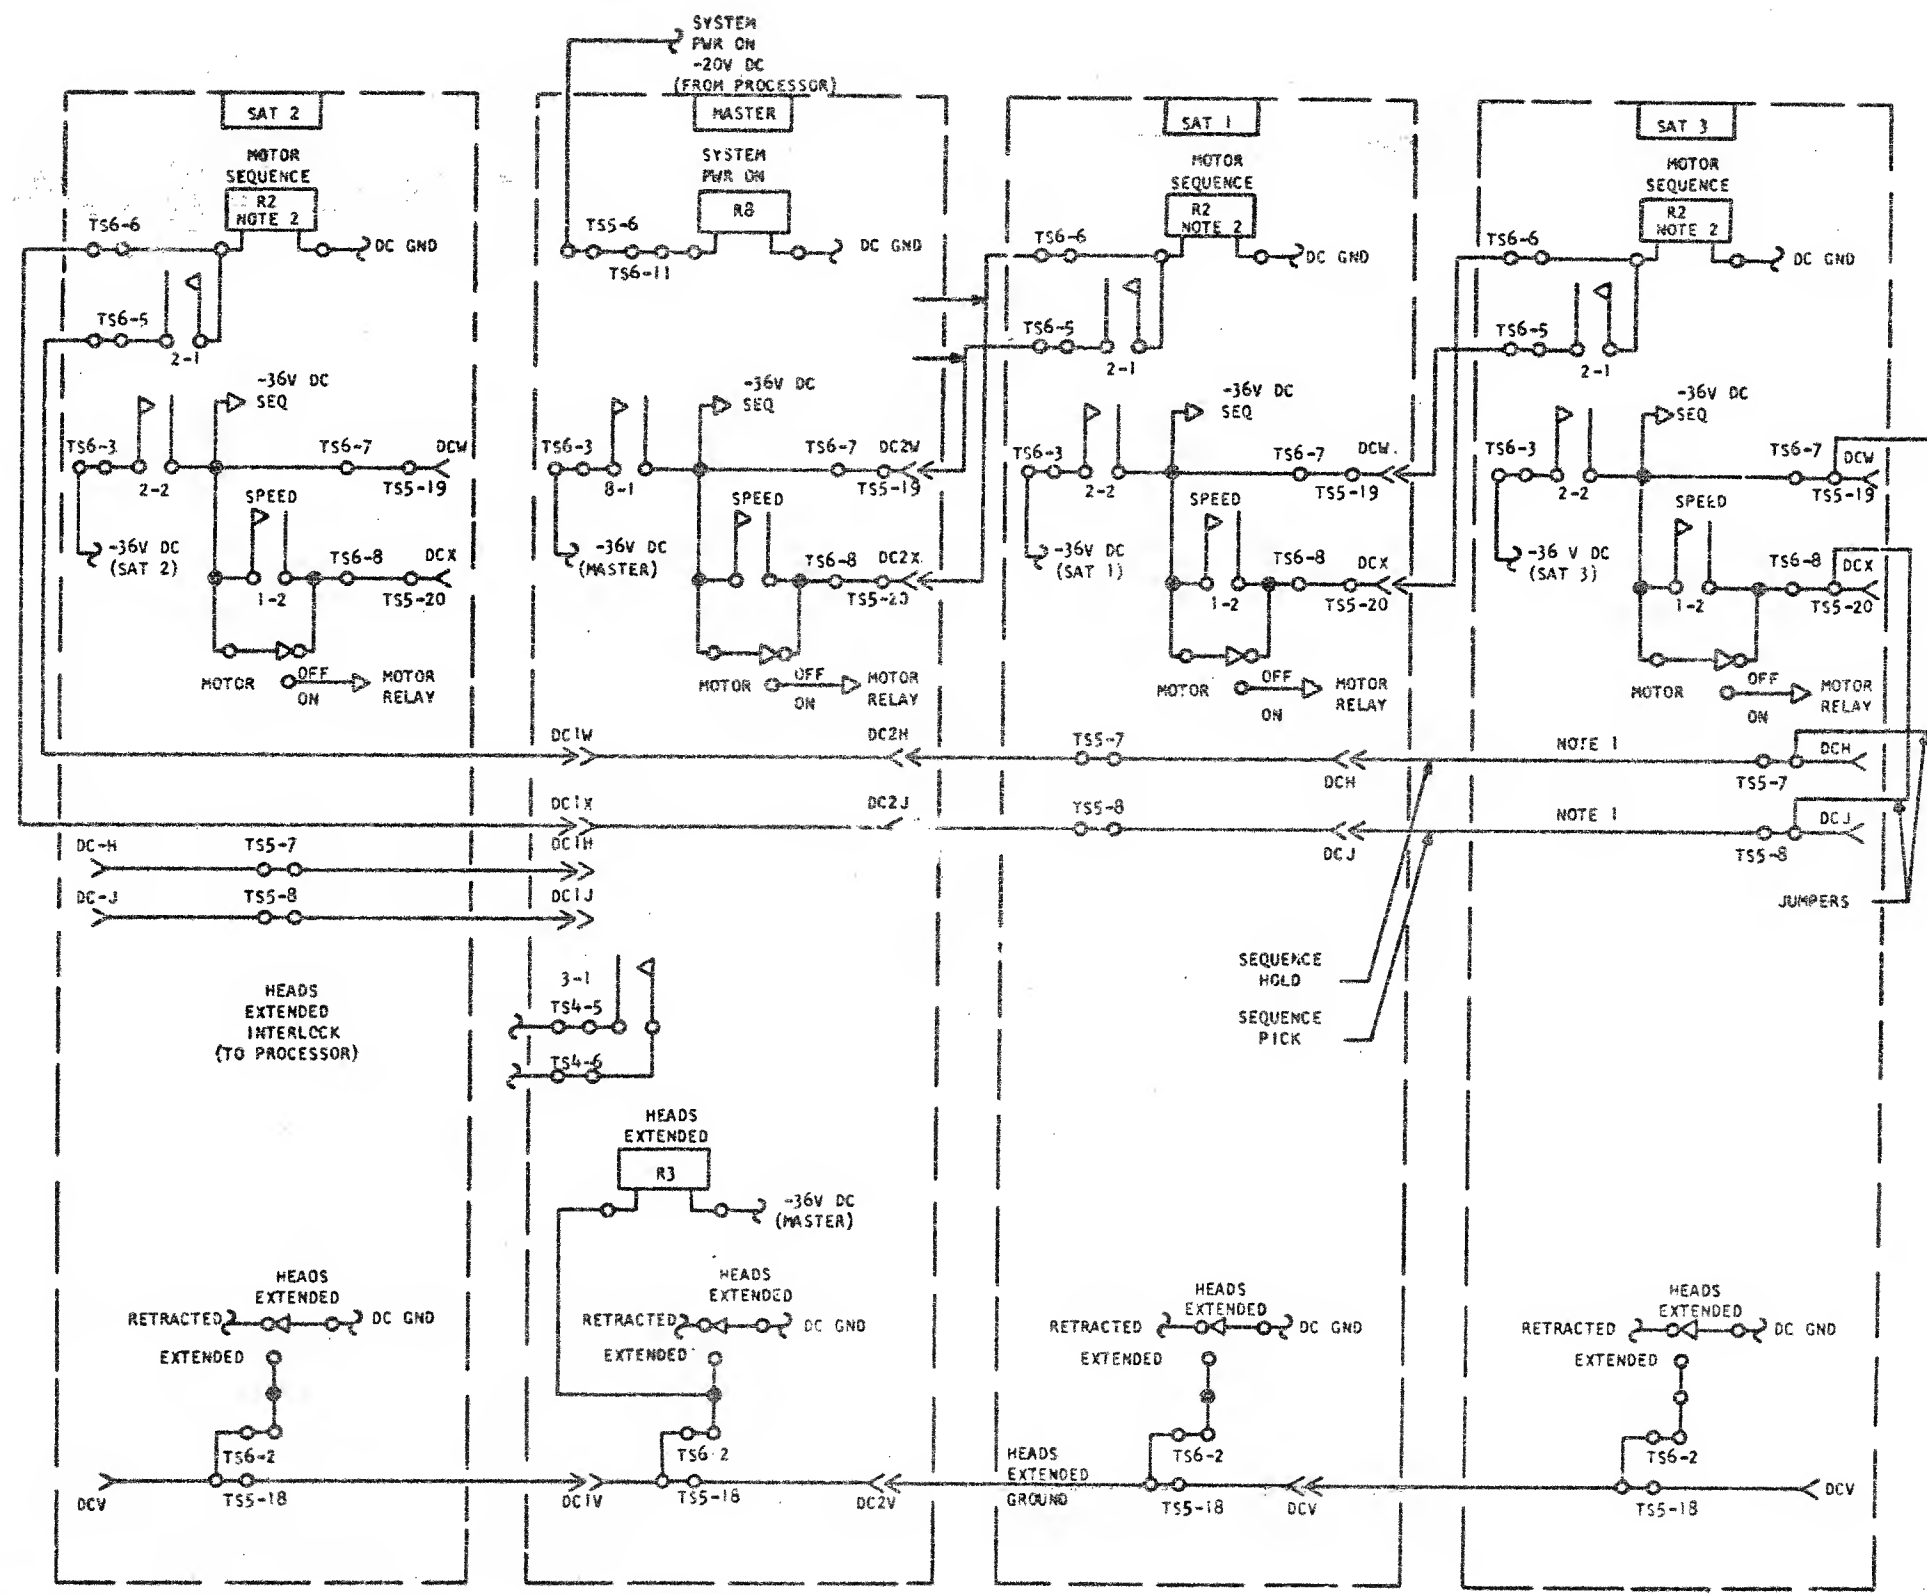 SYSTEM
PWR ON
-20V DC
(FROM PROCESSOR)
SAT 2
MOTOR
SEQUENCE
R2
NOTE 2
TS6-6
DC GND
TS6-5
2-1
-36V DC
SEQ
TS6-3
2-2
TS6-7
DCW
TS5-19
SPEED
-36V DC
(SAT 2)
1-2
TS6-8
DCX
TS5-20
MOTOR
OFF
ON
MOTOR
RELAY
MASTER
SYSTEM
PWR ON
R8
TS5-6
TS6-11
DC GND
-36V DC
SEQ
TS6-3
8-1
TS6-7
DC2W
TS5-19
SPEED
-36V DC
(MASTER)
TS6-8
DC2X
TS5-20
MOTOR
OFF
ON
MOTOR
RELAY
SAT 1
MOTOR
SEQUENCE
R2
NOTE 2
TS6-6
DC GND
TS6-5
2-1
-36V DC
SEQ
TS6-3
2-2
TS6-7
DCW
TS5-19
SPEED
-36V DC
(SAT 1)
1-2
TS6-8
DCX
TS5-20
MOTOR
OFF
ON
MOTOR
RELAY
SAT 3
MOTOR
SEQUENCE
R2
NOTE 2
TS6-6
DC GND
TS6-5
2-1
-36V DC
SEQ
TS6-3
2-2
TS6-7
DCW
TS5-19
SPEED
-36 V DC
(SAT 3)
1-2
TS6-8
DCX
TS5-20
MOTOR
OFF
ON
MOTOR
RELAY
DC1W
DC2H
TS5-7
DCH
NOTE 1
TS5-7
DCH
DC1X
DC2J
TS5-8
DCJ
NOTE 1
TS5-8
DCJ
DC-H
TS5-7
DC1H
DC-J
TS5-8
DC1J
JUMPERS
SEQUENCE
HOLD
SEQUENCE
PICK
HEADS
EXTENDED
INTERLOCK
(TO PROCESSOR)
3-1
TS4-5
TS4-6
HEADS
EXTENDED
R3
-36V DC
(MASTER)
HEADS
EXTENDED
RETRACTED
DC GND
EXTENDED
TS6-2
DCV
TS5-18
HEADS
EXTENDED
RETRACTED
DC GND
EXTENDED
TS6 2
DC1V
TS5-18
DC2V
HEADS
EXTENDED
GROUND
HEADS
EXTENDED
RETRACTED
DC GND
EXTENDED
TS6-2
TS5-18
DCV
HEADS
EXTENDED
RETRACTED
DC GND
EXTENDED
TS6-2
TS5-18
DCV